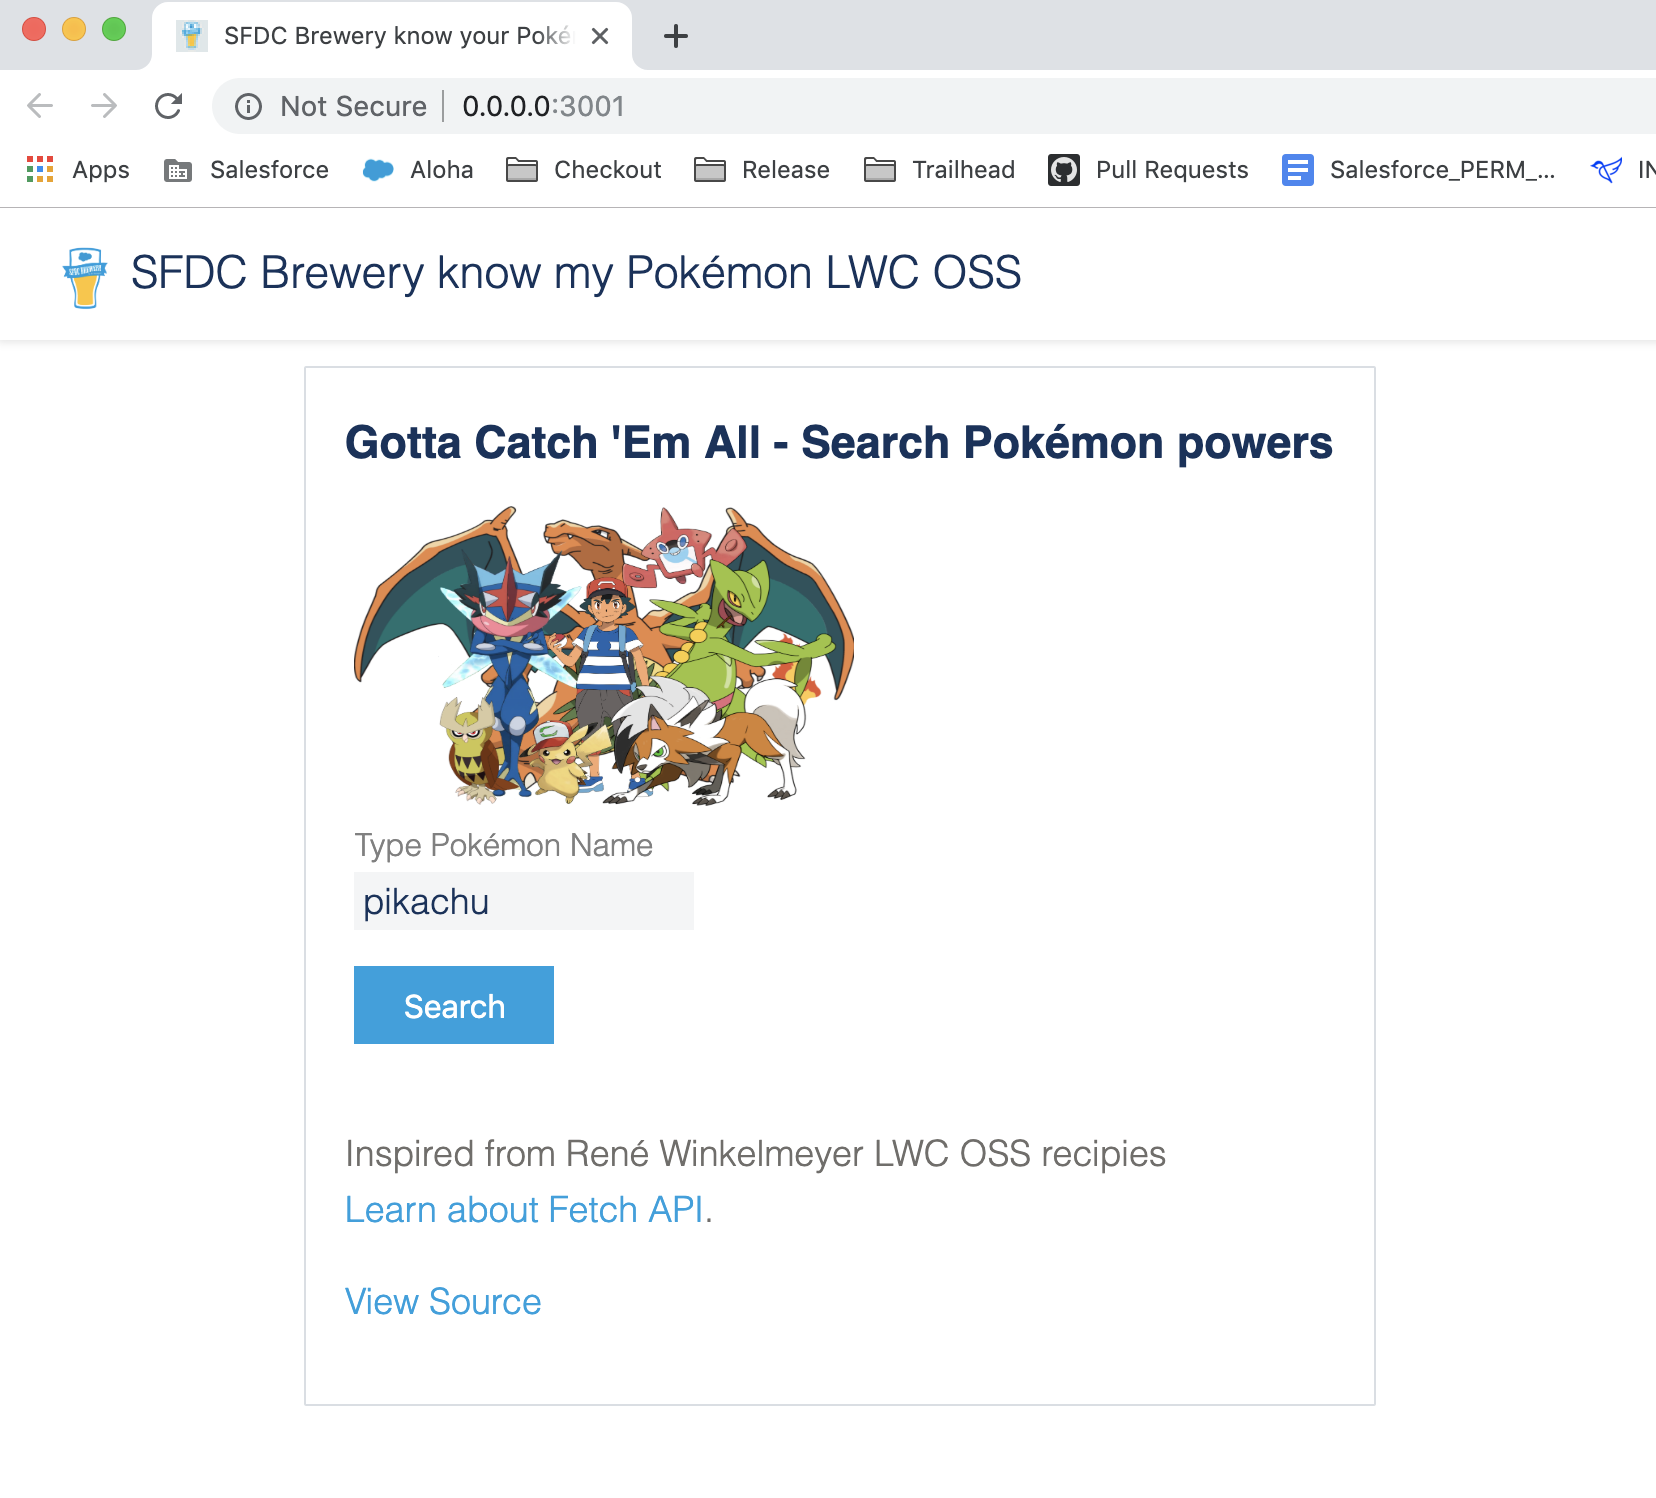 SFDC Brewery know your Poké
Not Secure 0.0.0.0:3001
Apps Salesforce Aloha Checkout Release Trailhead Pull Requests Salesforce_PERM_... IN
SFDC BREWERY
SFDC Brewery know my Pokémon LWC OSS
Gotta Catch 'Em All - Search Pokémon powers
Type Pokémon Name
pikachu
Search
Inspired from René Winkelmeyer LWC OSS recipies
Learn about Fetch API.
View Source